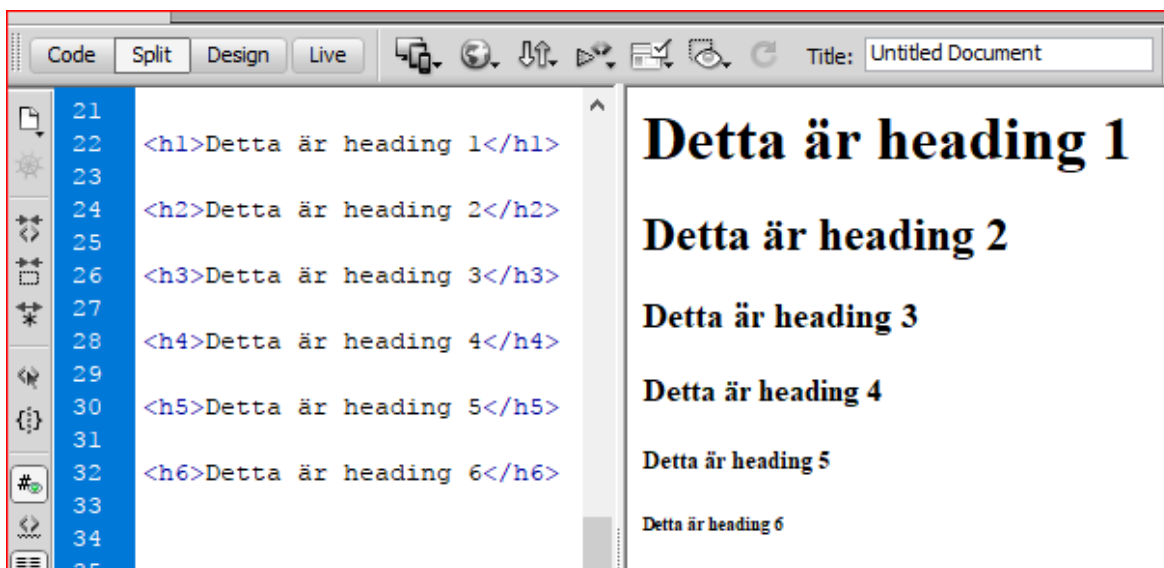 Code Split Design Live Title: Untitled Document
21
22 <h1>Detta är heading 1</h1>
23
24 <h2>Detta är heading 2</h2>
25
26 <h3>Detta är heading 3</h3>
27
28 <h4>Detta är heading 4</h4>
29
30 <h5>Detta är heading 5</h5>
31
32 <h6>Detta är heading 6</h6>
33
34
Detta är heading 1
Detta är heading 2
Detta är heading 3
Detta är heading 4
Detta är heading 5
Detta är heading 6